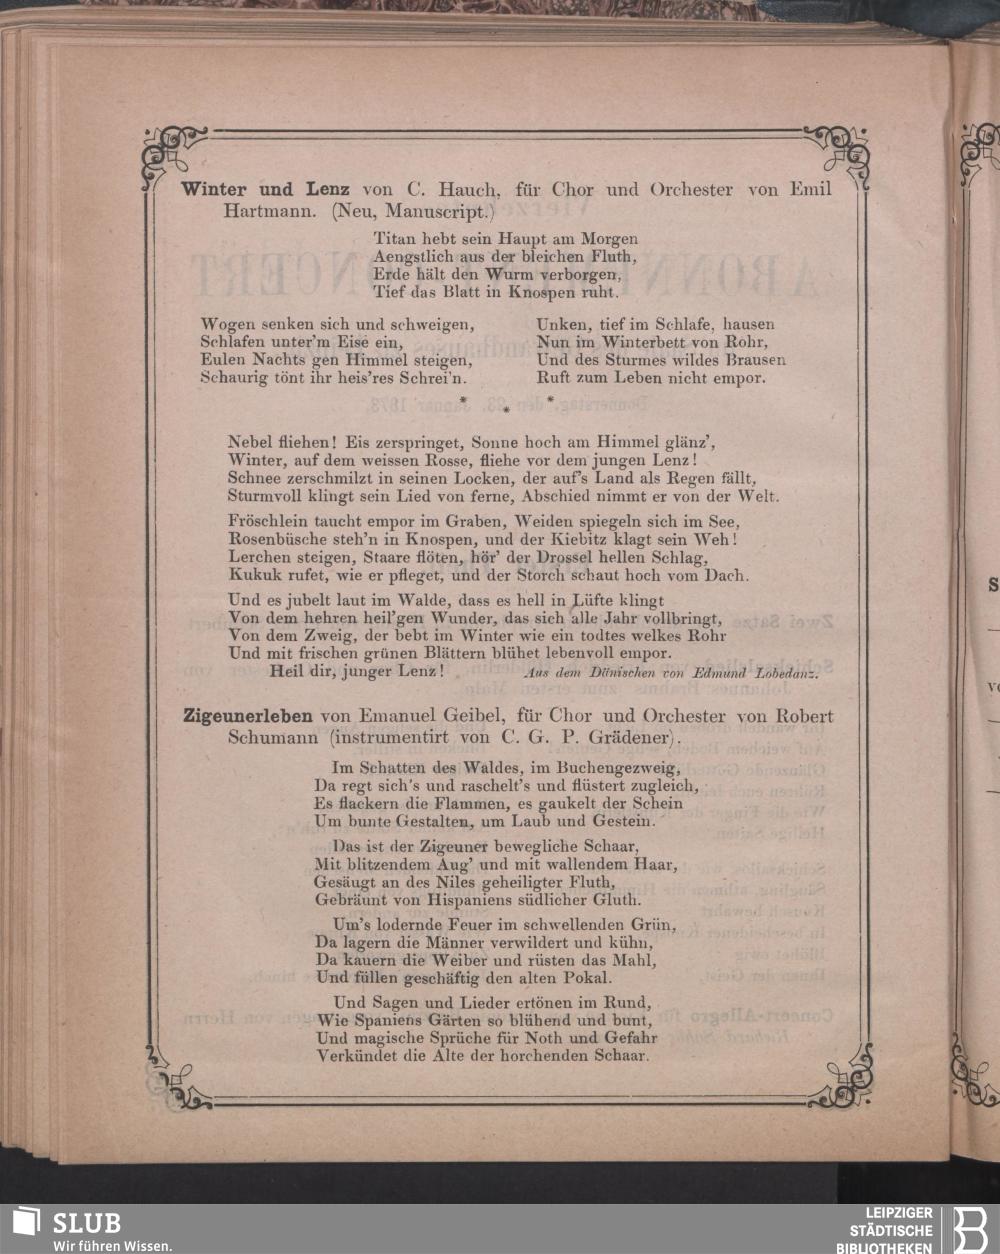 Winter und Lenz von C. Hauch, für Chor und Orchester von Emil
Hartmann. (Neu, Manuscript.)
Titan hebt sein Haupt am Morgen
Aengstlich aus der bleichen Fluth,
Erde hält den Wurm verborgen,
Tief das Blatt in Knospen ruht.
Wogen senken sich und schweigen,
Schlafen unter'm Eise ein,
Eulen Nachts gen Himmel steigen,
Schaurig tönt ihr heis'res Schrei'n.
Unken, tief im Schlafe, hausen
Nun im Winterbett von Rohr,
Und des Sturmes wildes Brausen
Ruft zum Leben nicht empor.
* * *
Nebel fliehen! Eis zerspringet, Sonne hoch am Himmel glänz',
Winter, auf dem weissen Rosse, fliehe vor dem jungen Lenz!
Schnee zerschmilzt in seinen Locken, der auf's Land als Regen fällt,
Sturmvoll klingt sein Lied von ferne, Abschied nimmt er von der Welt.
Fröschlein taucht empor im Graben, Weiden spiegeln sich im See,
Rosenbüsche steh'n in Knospen, und der Kiebitz klagt sein Weh!
Lerchen steigen, Staare flöten, hör' der Drossel hellen Schlag,
Kukuk rufet, wie er pfleget, und der Storch schaut hoch vom Dach.
Und es jubelt laut im Walde, dass es hell in Lüfte klingt
Von dem hehren heil'gen Wunder, das sich alle Jahr vollbringt,
Von dem Zweig, der bebt im Winter wie ein todtes welkes Rohr
Und mit frischen grünen Blättern blühet lebenvoll empor.
Heil dir, junger Lenz! Aus dem Dänischen von Edmund Lobedanz.
Zigeunerleben von Emanuel Geibel, für Chor und Orchester von Robert
Schumann (instrumentirt von C. G. P. Grädener).
Im Schatten des Waldes, im Buchengezweig,
Da regt sich's und raschelt's und flüstert zugleich,
Es flackern die Flammen, es gaukelt der Schein
Um bunte Gestalten, um Laub und Gestein.
Das ist der Zigeuner bewegliche Schaar,
Mit blitzendem Aug' und mit wallendem Haar,
Gesäugt an des Niles geheiligter Fluth,
Gebräunt von Hispaniens südlicher Gluth.
Um's lodernde Feuer im schwellenden Grün,
Da lagern die Männer verwildert und kühn,
Da kauern die Weiber und rüsten das Mahl,
Und füllen geschäftig den alten Pokal.
Und Sagen und Lieder ertönen im Rund,
Wie Spaniens Gärten so blühend und bunt,
Und magische Sprüche für Noth und Gefahr
Verkündet die Alte der horchenden Schaar.
SLUB
Wir führen Wissen.
LEIPZIGER
STÄDTISCHE
BIBLIOTHEKEN